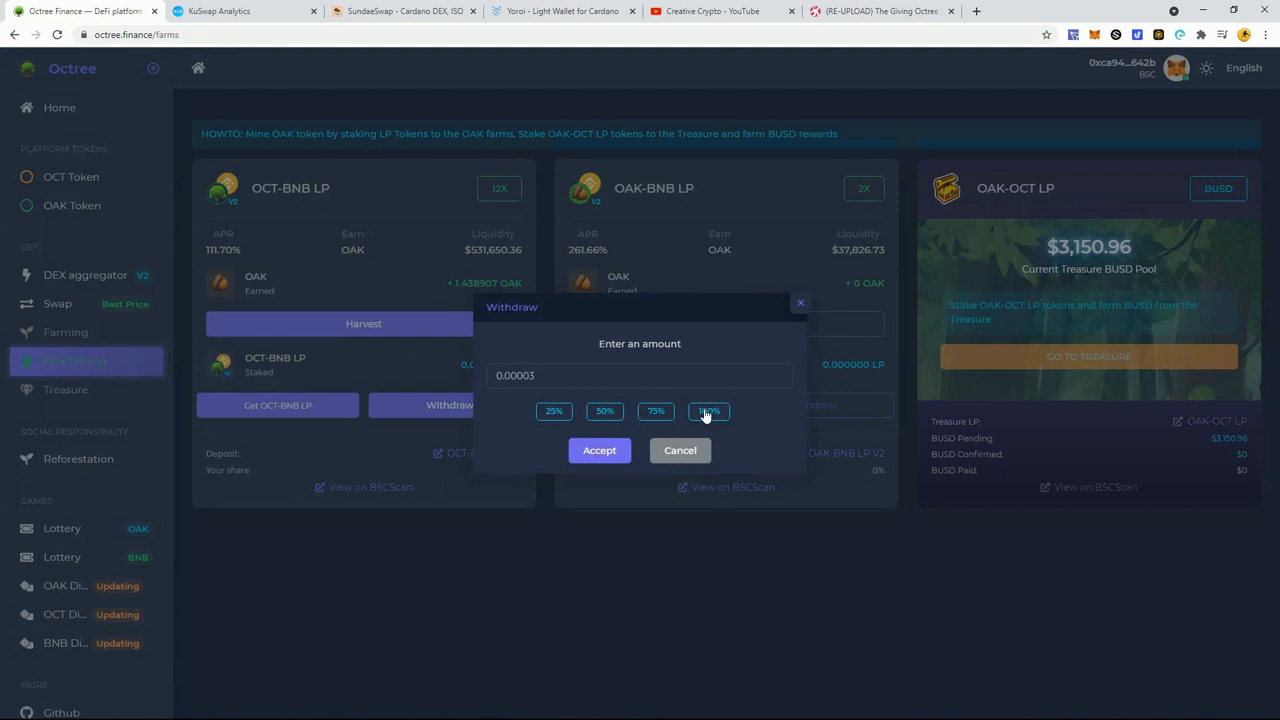 Octree Finance — DeFi platform
KuSwap Analytics
SundaeSwap - Cardano DEX, ISO
Yoroi - Light Wallet for Cardano
Creative Crypto - YouTube
(RE-UPLOAD) The Giving Octree
octree.finance/farms
Octree
0xca94...642b
BSC
English
Home
PLATFORM TOKENS
OCT Token
OAK Token
DEFI
DEX aggregator V2
Swap Best Price
Farming
OAK Mining
Treasure
SOCIAL RESPONSIBILITY
Reforestation
GAMES
Lottery OAK
Lottery BNB
OAK Di... Updating
OCT Di... Updating
BNB Di... Updating
MORE
Github
HOWTO: Mine OAK token by staking LP Tokens to the OAK farms. Stake OAK-OCT LP tokens to the Treasure and farm BUSD rewards
V2
OCT-BNB LP
12X
APR Earn Liquidity
111.70% OAK $531,650.36
OAK
Earned
+ 1.438907 OAK
Harvest
OCT-BNB LP
Staked
0.0
Get OCT-BNB LP
Withdraw
Deposit:
OCT-
Your share:
View on BSCScan
V2
OAK-BNB LP
2X
APR Earn Liquidity
261.66% OAK $37,826.73
OAK
Earned
+ 0 OAK
0.000000 LP
OAK-BNB LP V2
0%
View on BSCScan
Withdraw
×
Enter an amount
0.00003
25% 50% 75% 100%
Accept
Cancel
OAK-OCT LP
BUSD
$3,150.96
Current Treasure BUSD Pool
Stake OAK-OCT LP tokens and farm BUSD from the
Treasure
GO TO TREASURE
Treasure LP: OAK-OCT LP
BUSD Pending: $3,150.96
BUSD Confirmed: $0
BUSD Paid: $0
View on BSCScan